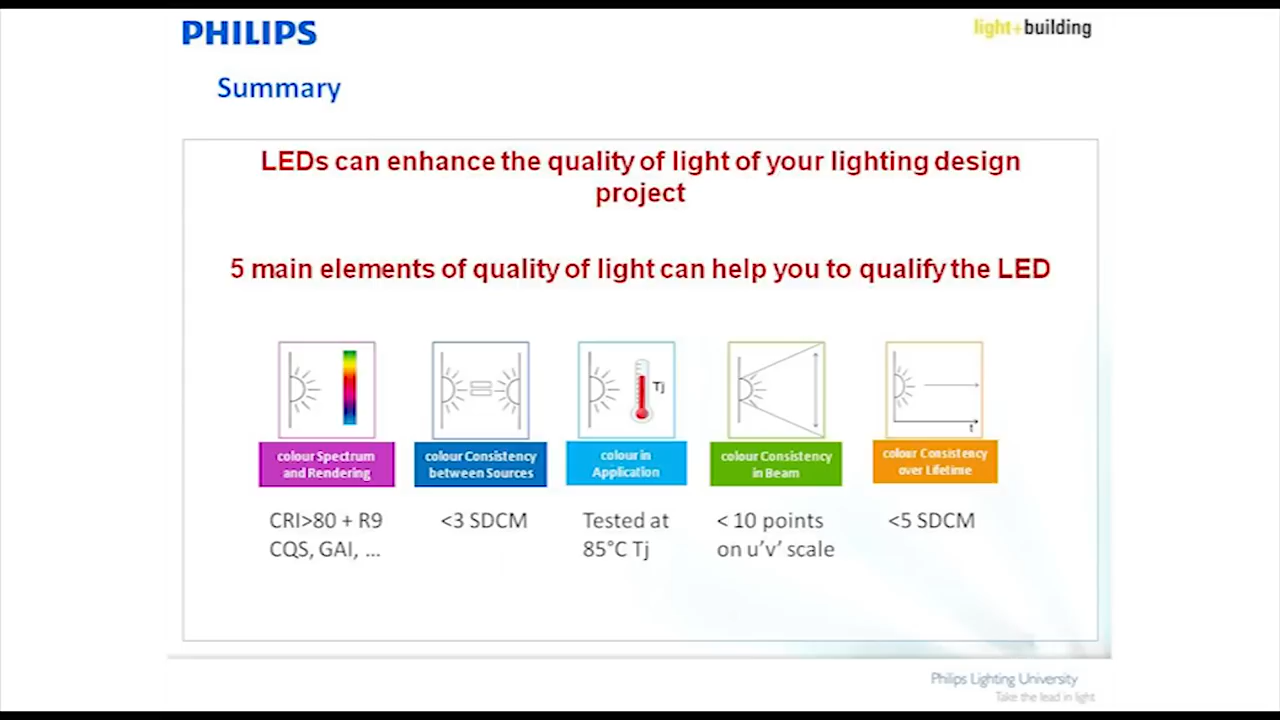 PHILIPS
light+building
Summary
LEDs can enhance the quality of light of your lighting design
project
5 main elements of quality of light can help you to qualify the LED
Tj
t
colour Spectrum
and Rendering
colour Consistency
between Sources
colour in
Application
colour Consistency
in Beam
colour Consistency
over Lifetime
CRI>80 + R9
CQS, GAI, ...
<3 SDCM
Tested at
85°C Tj
< 10 points
on u’v’ scale
<5 SDCM
Philips Lighting University
Take the lead in light